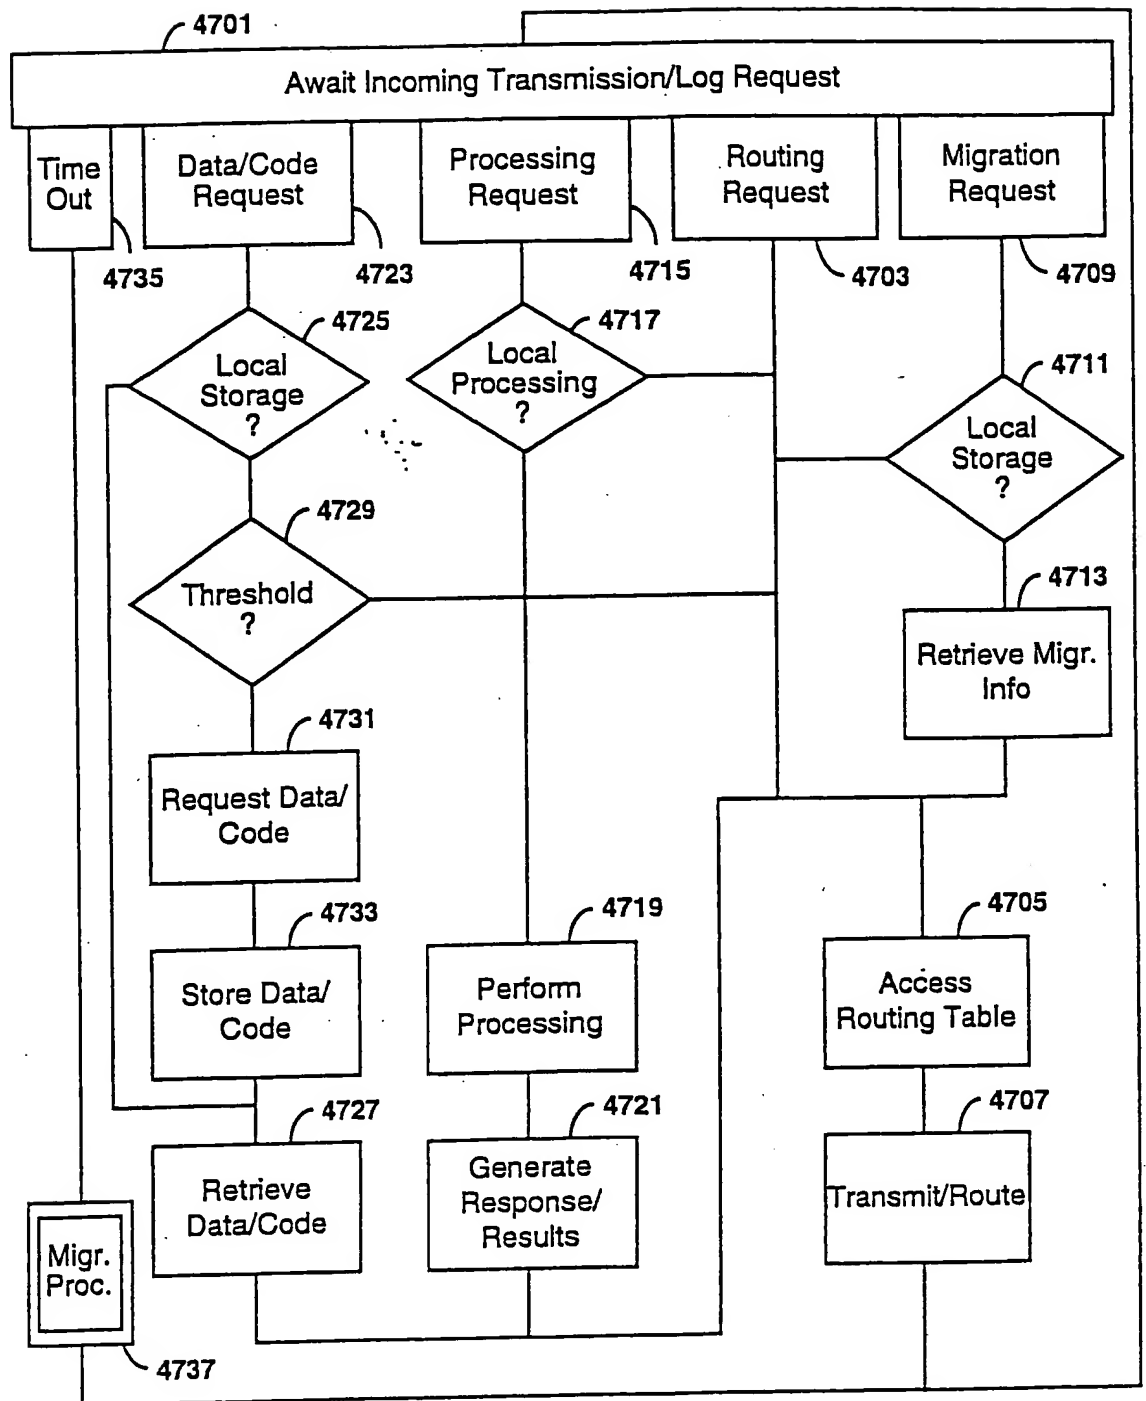 4701
Await Incoming Transmission/Log Request
Time
Out
Data/Code
Request
Processing
Request
Routing
Request
Migration
Request
4735
4723
4715
4703
4709
4725
Local
Storage
?
4717
Local
Processing
?
4711
Local
Storage
?
4729
Threshold
?
4713
Retrieve Migr.
Info
4731
Request Data/
Code
4733
Store Data/
Code
4719
Perform
Processing
4705
Access
Routing Table
4727
Retrieve
Data/Code
4721
Generate
Response/
Results
4707
Transmit/Route
Migr.
Proc.
4737